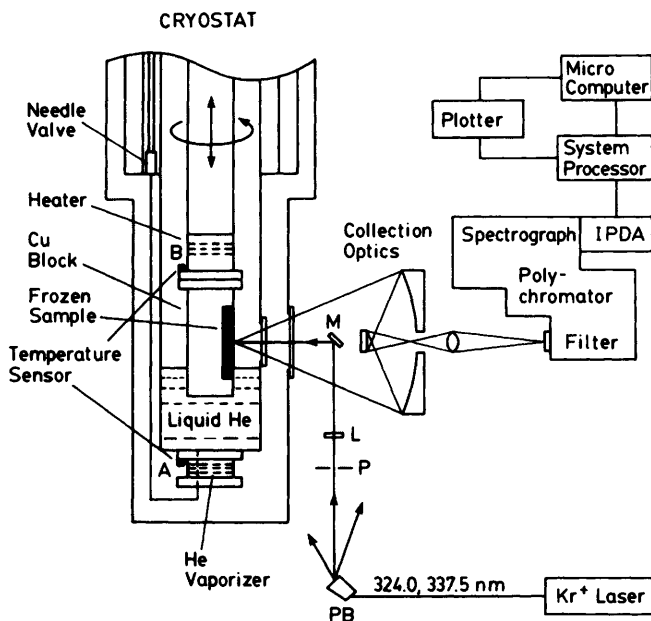 CRYOSTAT
Needle
Valve
Heater
B
Cu
Block
Frozen
Sample
Temperature
Sensor
A
Liquid He
He
Vaporizer
Collection
Optics
M
L
P
PB
324.0, 337.5 nm
Kr⁺ Laser
Micro
Computer
Plotter
System
Processor
Spectrograph
IPDA
Poly-
chromator
Filter